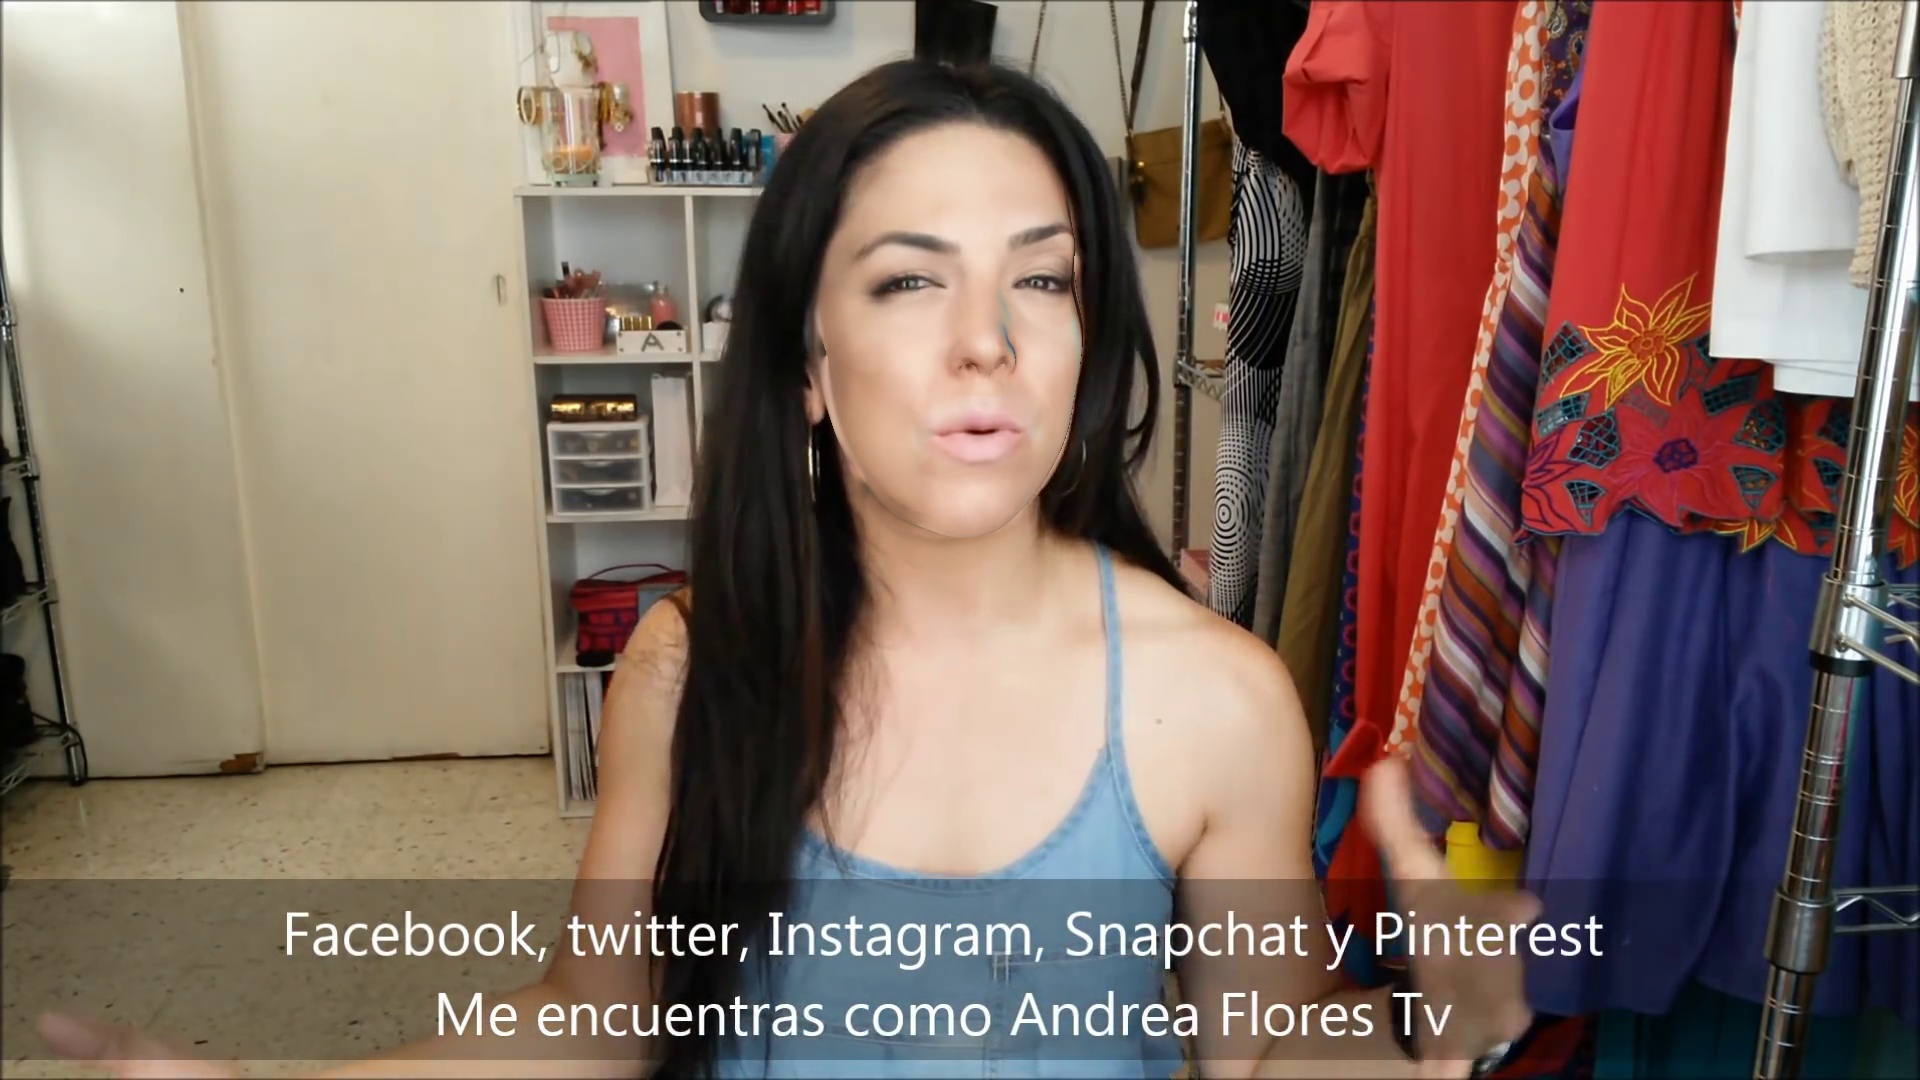 A
Facebook, twitter, Instagram, Snapchat y Pinterest
Me encuentras como Andrea Flores Tv